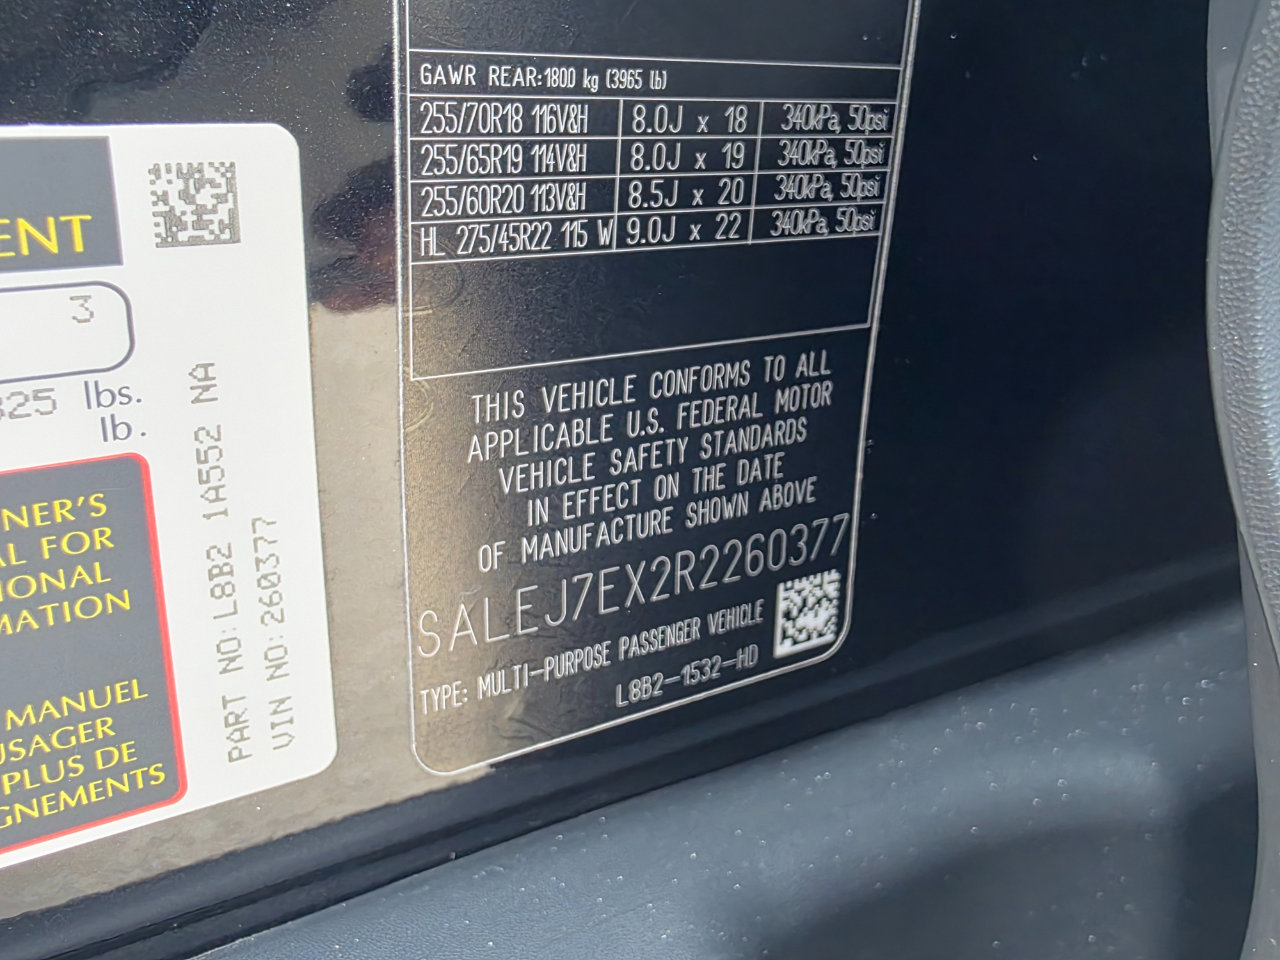 ENT
3
325 lbs.
lb.
NER'S
AL FOR
IONAL
MATION
MANUEL
USAGER
PLUS DE
GNEMENTS
PART NO: L8B2 1A552 NA
VIN NO: 260377
GAWR REAR: 1800 kg (3965 lb)
255/70R18 116V&H 8.0J x 18 340kPa, 50psi
255/65R19 114V&H 8.0J x 19 340kPa, 50psi
255/60R20 113V&H 8.5J x 20 340kPa, 50psi
HL 275/45R22 115 W 9.0J x 22 340kPa, 50psi
THIS VEHICLE CONFORMS TO ALL
APPLICABLE U.S. FEDERAL MOTOR
VEHICLE SAFETY STANDARDS
IN EFFECT ON THE DATE
OF MANUFACTURE SHOWN ABOVE
SALEJ7EX2R2260377
TYPE: MULTI-PURPOSE PASSENGER VEHICLE
L8B2-1532-HD